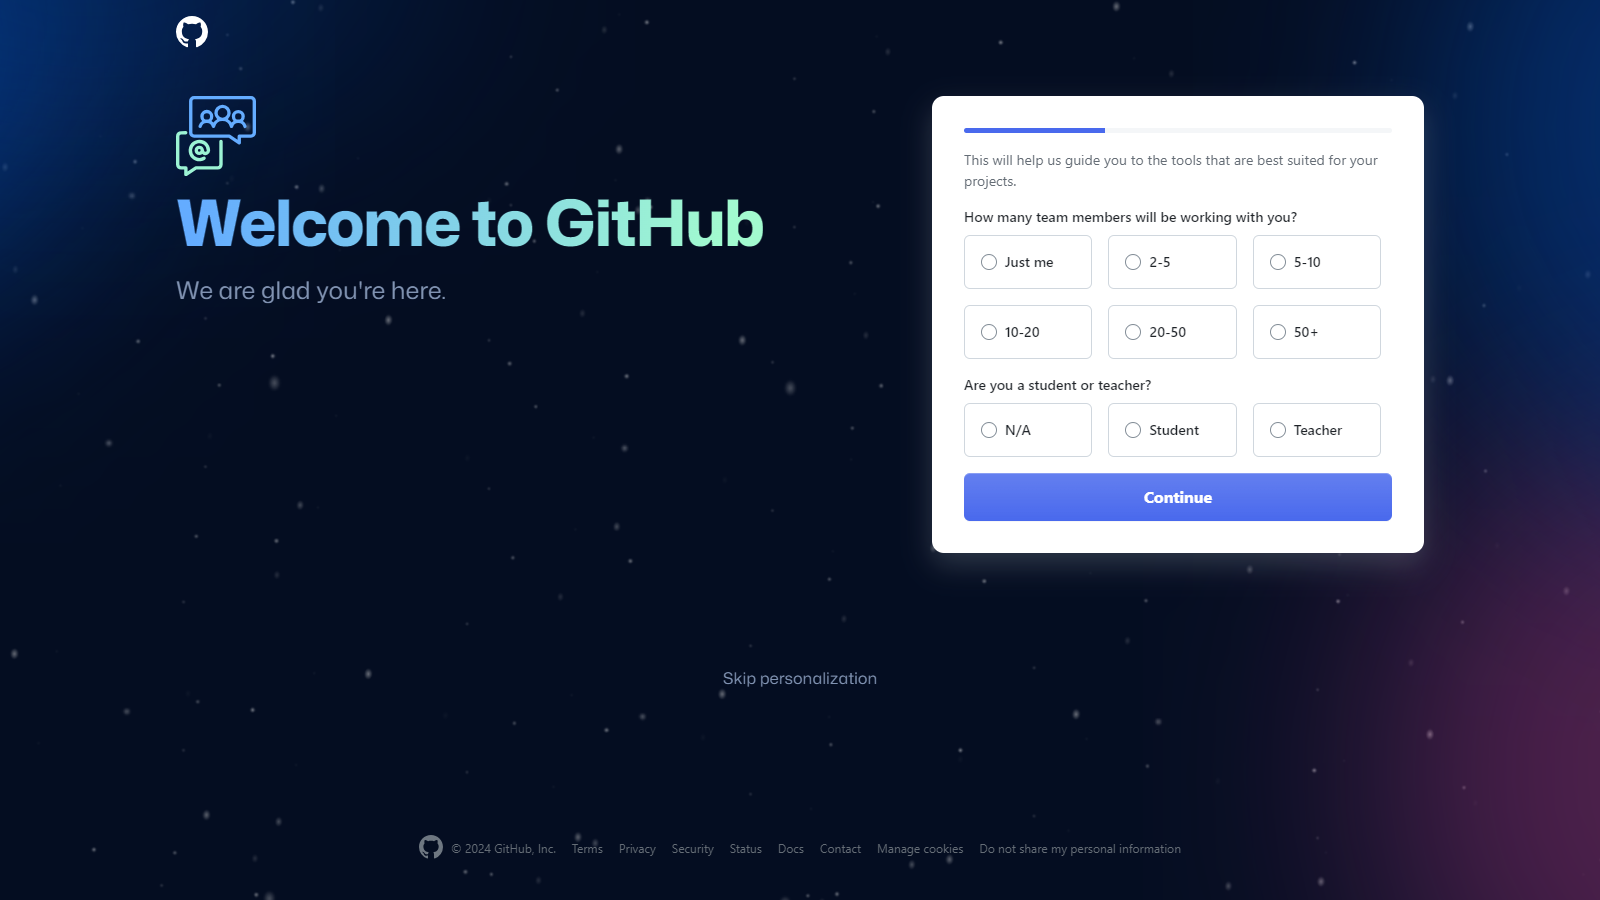 Welcome to GitHub
We are glad you're here.
This will help us guide you to the tools that are best suited for your
projects.
How many team members will be working with you?
Just me
2-5
5-10
10-20
20-50
50+
Are you a student or teacher?
N/A
Student
Teacher
Continue
Skip personalization
© 2024 GitHub, Inc. Terms Privacy Security Status Docs Contact Manage cookies Do not share my personal information